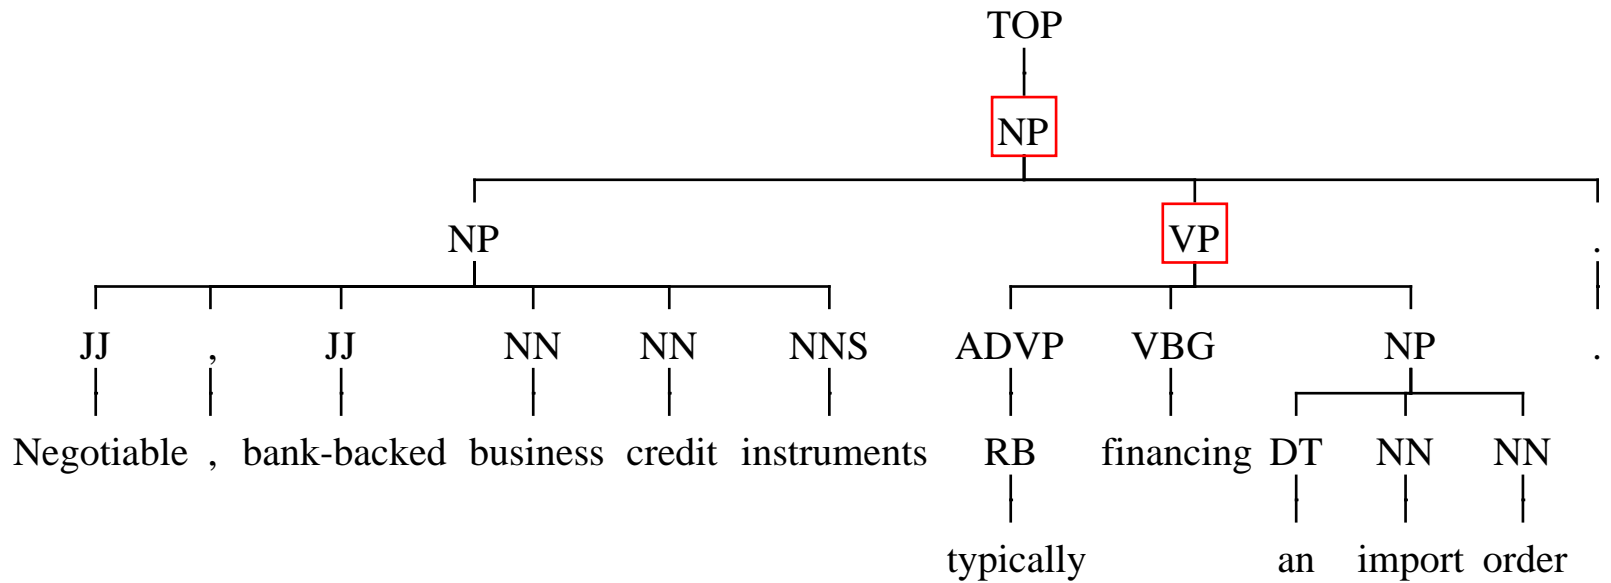 TOP
NP
NP VP .
JJ , JJ NN NN NNS ADVP VBG NP .
Negotiable , bank-backed business credit instruments RB financing DT NN NN
typically an import order